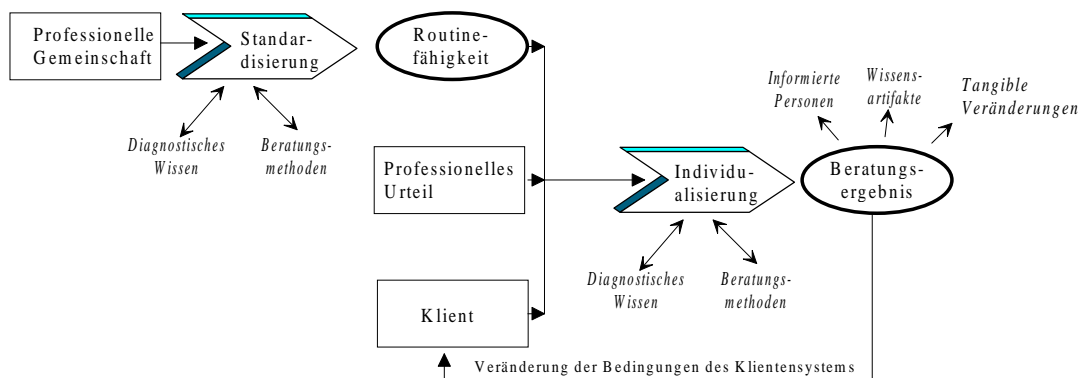 Professionelle
Gemeinschaft
Standar-
disierung
Routine-
fähigkeit
Diagnostisches
Wissen
Beratungs-
methoden
Informierte
Personen
Wissens-
artifakte
Tangible
Veränderungen
Professionelles
Urteil
Individu-
alisierung
Beratungs-
ergebnis
Diagnostisches
Wissen
Beratungs-
methoden
Klient
Veränderung der Bedingungen des Klientensystems